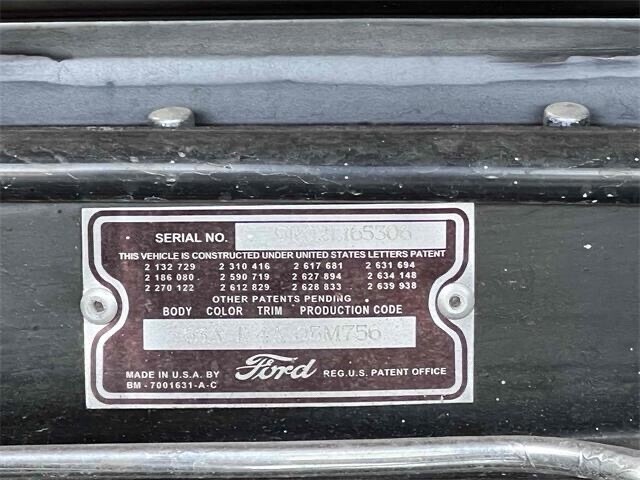 SERIAL NO.
THIS VEHICLE IS CONSTRUCTED UNDER UNITED STATES LETTERS PATENT
2 132 729 2 310 416 2 617 681 2 631 694
2 186 080 2 590 719 2 627 894 2 634 148
2 270 122 2 612 829 2 628 833 2 639 938
OTHER PATENTS PENDING
BODY COLOR TRIM PRODUCTION CODE
MADE IN U.S.A. BY Ford REG.U.S. PATENT OFFICE
BM - 7001631-A-C